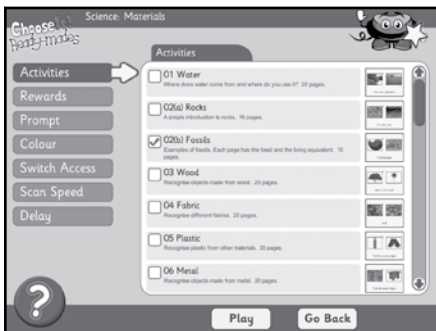 Science: Materials
Choose It!
Ready-mades
Activities
Activities
Rewards
Prompt
Colour
Switch Access
Scan Speed
Delay
01 Water
Where does water come from and where do you use it? 20 pages.
02(a) Rocks
A simple introduction to rocks. 16 pages.
02(b) Fossils
Examples of fossils. Each page has the fossil and the living equivalent. 10
pages.
03 Wood
Recognise objects made from wood. 20 pages.
04 Fabric
Recognise different fabrics. 20 pages.
05 Plastic
Recognise plastic from other materials. 20 pages.
06 Metal
Recognise objects made from metal. 20 pages.
?
Play
Go Back